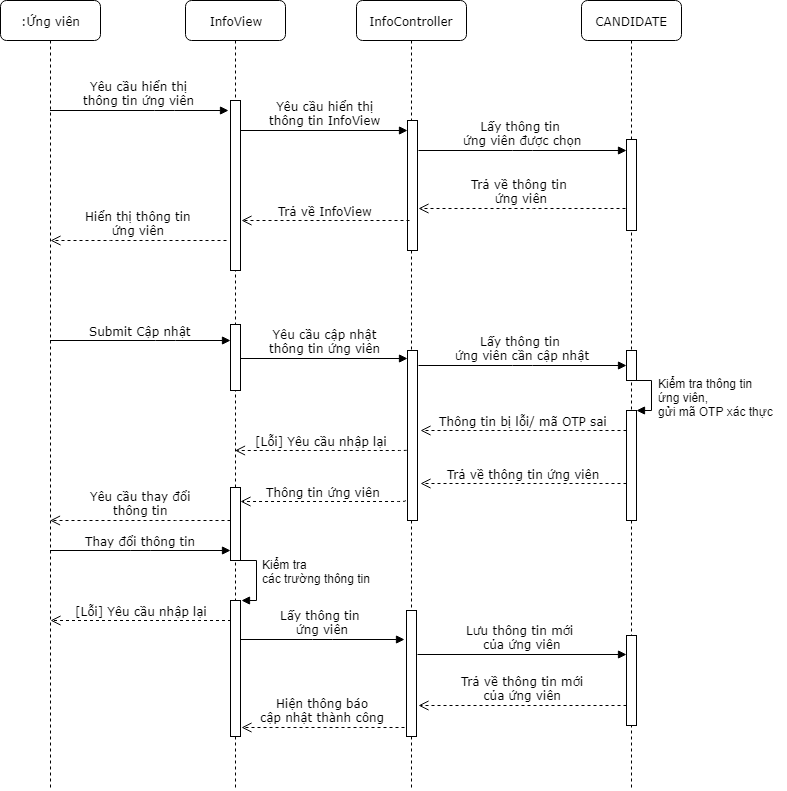 :Ứng viên
InfoView
InfoController
CANDIDATE
Yêu cầu hiển thị
thông tin ứng viên
Yêu cầu hiển thị
thông tin InfoView
Lấy thông tin
ứng viên được chọn
Trả về thông tin
ứng viên
Trả về InfoView
Hiển thị thông tin
ứng viên
Submit Cập nhật
Yêu cầu cập nhật
thông tin ứng viên
Lấy thông tin
ứng viên cần cập nhật
Kiểm tra thông tin
ứng viên,
gửi mã OTP xác thực
Thông tin bị lỗi/ mã OTP sai
[Lỗi] Yêu cầu nhập lại
Trả về thông tin ứng viên
Thông tin ứng viên
Yêu cầu thay đổi
thông tin
Thay đổi thông tin
Kiểm tra
các trường thông tin
[Lỗi] Yêu cầu nhập lại
Lấy thông tin
ứng viên
Lưu thông tin mới
của ứng viên
Trả về thông tin mới
của ứng viên
Hiện thông báo
cập nhật thành công